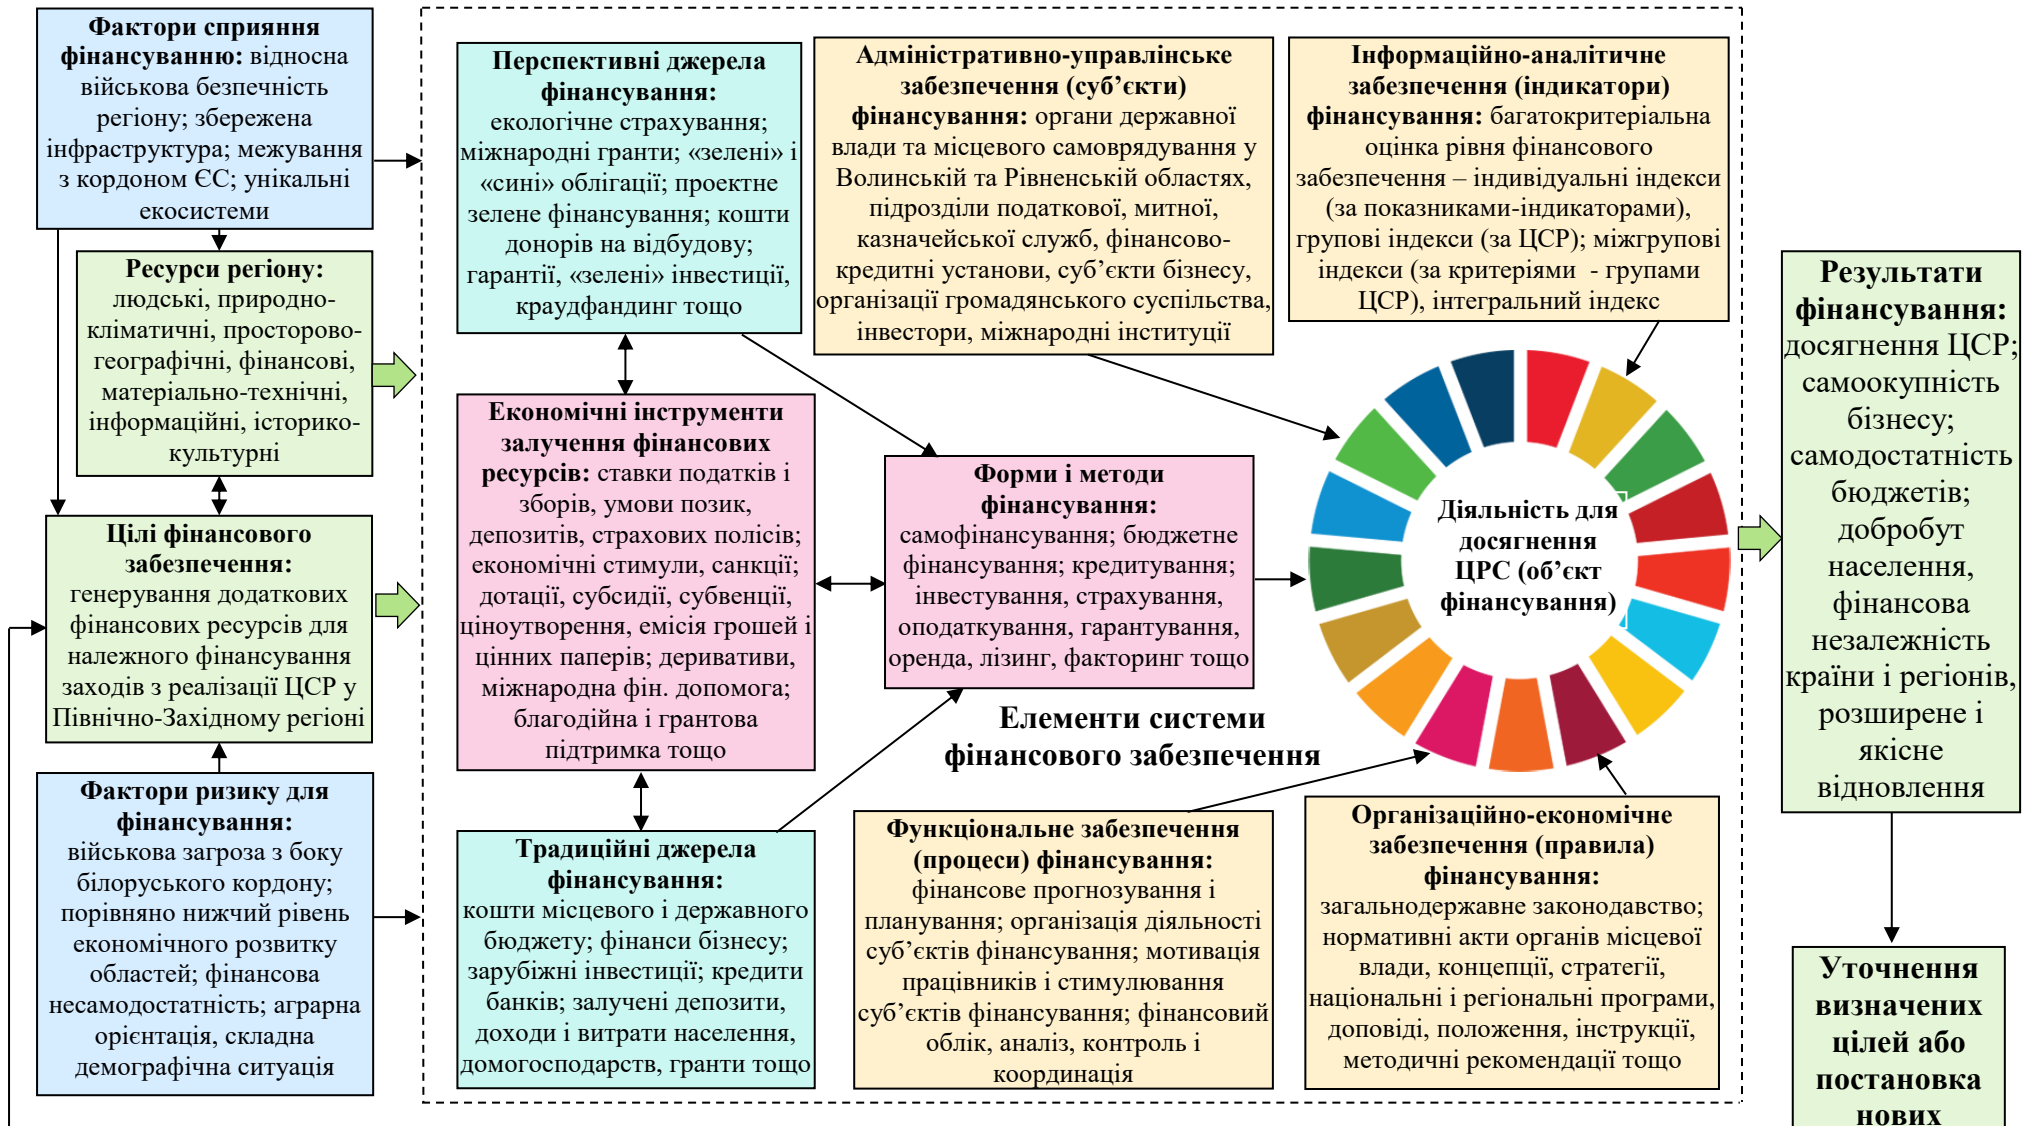 Фактори сприяння
фінансуванню: відносна
військова безпечність
регіону; збережена
інфраструктура; межування
з кордоном ЄС; унікальні
екосистеми
Ресурси регіону:
людські, природно-
кліматичні, просторово-
географічні, фінансові,
матеріально-технічні,
інформаційні, історико-
культурні
Цілі фінансового
забезпечення:
генерування додаткових
фінансових ресурсів для
належного фінансування
заходів з реалізації ЦСР у
Північно-Західному регіоні
Фактори ризику для
фінансування:
військова загроза з боку
білоруського кордону;
порівняно нижчий рівень
економічного розвитку
областей; фінансова
несамодостатність; аграрна
орієнтація, складна
демографічна ситуація
Перспективні джерела
фінансування:
екологічне страхування;
міжнародні гранти; «зелені» і
«сині» облігації; проектне
зелене фінансування; кошти
донорів на відбудову;
гарантії, «зелені» інвестиції,
краудфандинг тощо
Економічні інструменти
залучення фінансових
ресурсів: ставки податків і
зборів, умови позик,
депозитів, страхових полісів;
економічні стимули, санкції;
дотації, субсидії, субвенції,
ціноутворення, емісія грошей і
цінних паперів; деривативи,
міжнародна фін. допомога;
благодійна і грантова
підтримка тощо
Традиційні джерела
фінансування:
кошти місцевого і державного
бюджету; фінанси бізнесу;
зарубіжні інвестиції; кредити
банків; залучені депозити,
доходи і витрати населення,
домогосподарств, гранти тощо
Адміністративно-управлінське
забезпечення (суб’єкти)
фінансування: органи державної
влади та місцевого самоврядування у
Волинській та Рівненській областях,
підрозділи податкової, митної,
казначейської служб, фінансово-
кредитні установи, суб’єкти бізнесу,
організації громадянського суспільства,
інвестори, міжнародні інституції
Інформаційно-аналітичне
забезпечення (індикатори)
фінансування: багатокритеріальна
оцінка рівня фінансового
забезпечення – індивідуальні індекси
(за показниками-індикаторами),
групові індекси (за ЦСР); міжгрупові
індекси (за критеріями - групами
ЦСР), інтегральний індекс
Форми і методи
фінансування:
самофінансування; бюджетне
фінансування; кредитування;
інвестування, страхування,
оподаткування, гарантування,
оренда, лізинг, факторинг тощо
Діяльність для
досягнення
ЦРС (об’єкт
фінансування)
Елементи системи
фінансового забезпечення
Функціональне забезпечення
(процеси) фінансування:
фінансове прогнозування і
планування; організація діяльності
суб’єктів фінансування; мотивація
працівників і стимулювання
суб’єктів фінансування; фінансовий
облік, аналіз, контроль і
координація
Організаційно-економічне
забезпечення (правила)
фінансування:
загальнодержавне законодавство;
нормативні акти органів місцевої
влади, концепції, стратегії,
національні і регіональні програми,
доповіді, положення, інструкції,
методичні рекомендації тощо
Результати
фінансування:
досягнення ЦСР;
самоокупність
бізнесу;
самодостатність
бюджетів;
добробут
населення,
фінансова
незалежність
країни і регіонів,
розширене і
якісне
відновлення
Уточнення
визначених
цілей або
постановка
нових